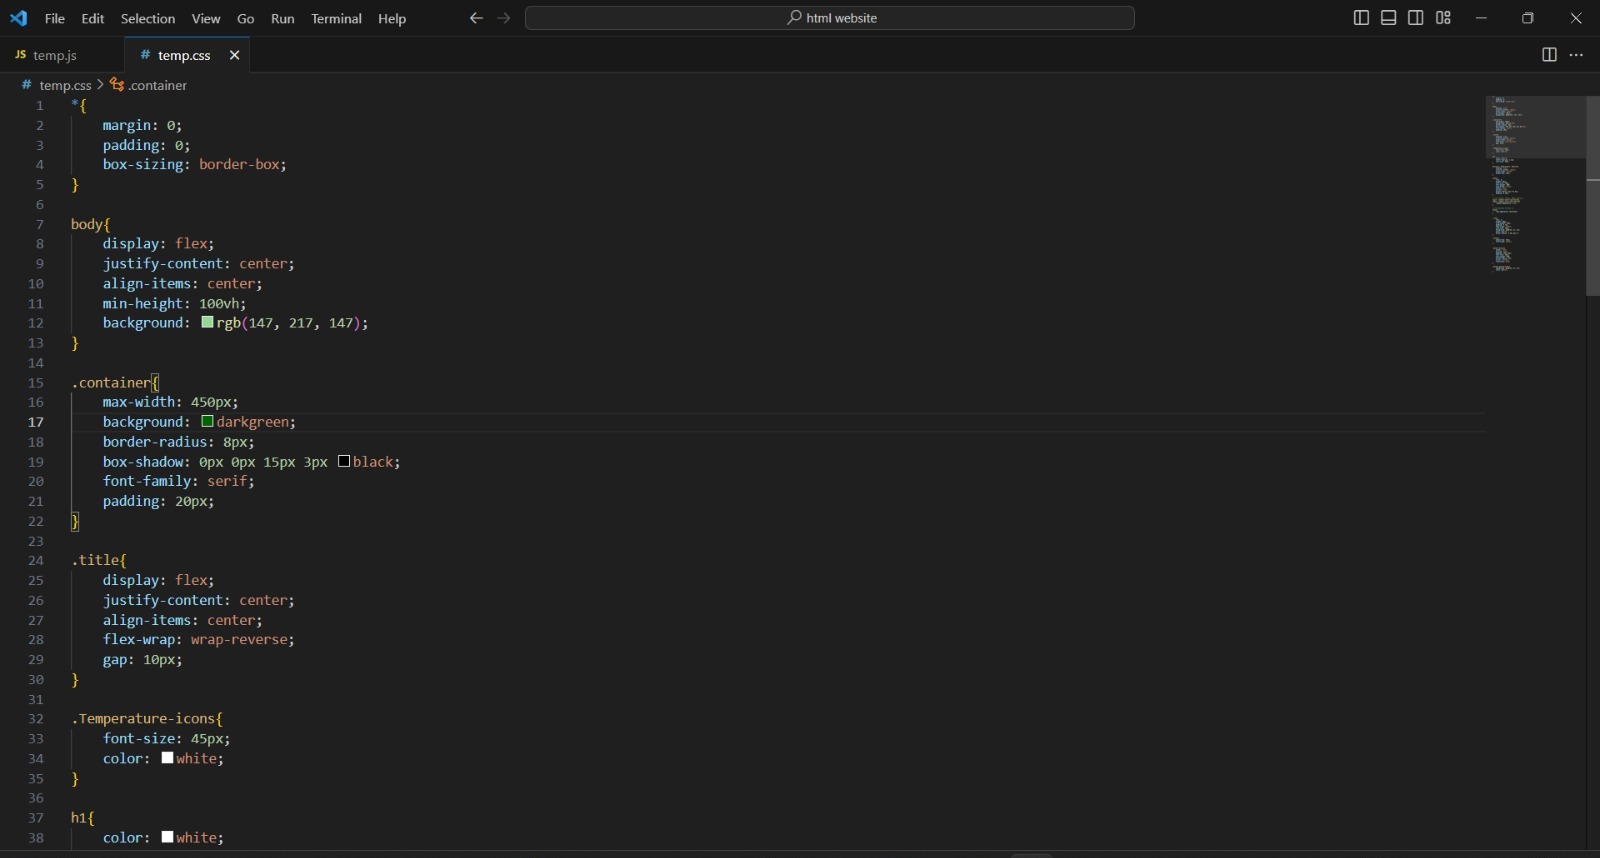 File Edit Selection View Go Run Terminal Help html website
JS temp.js # temp.css
# temp.css > .container
1 *{
2 margin: 0;
3 padding: 0;
4 box-sizing: border-box;
5 }
6
7 body{
8 display: flex;
9 justify-content: center;
10 align-items: center;
11 min-height: 100vh;
12 background: rgb(147, 217, 147);
13 }
14
15 .container{
16 max-width: 450px;
17 background: darkgreen;
18 border-radius: 8px;
19 box-shadow: 0px 0px 15px 3px black;
20 font-family: serif;
21 padding: 20px;
22 }
23
24 .title{
25 display: flex;
26 justify-content: center;
27 align-items: center;
28 flex-wrap: wrap-reverse;
29 gap: 10px;
30 }
31
32 .Temperature-icons{
33 font-size: 45px;
34 color: white;
35 }
36
37 h1{
38 color: white;